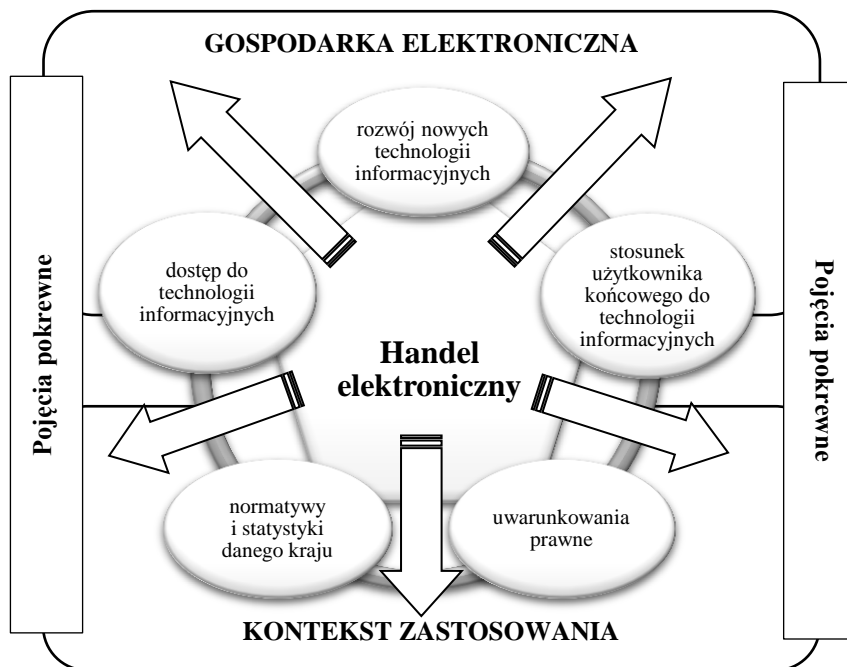 GOSPODARKA ELEKTRONICZNA
rozwój nowych
technologii
informacyjnych
dostęp do
technologii
informacyjnych
stosunek
użytkownika
końcowego do
technologii
informacyjnych
Pojęcia pokrewne
Handel
elektroniczny
Pojęcia pokrewne
normatywy
i statystyki
danego kraju
uwarunkowania
prawne
KONTEKST ZASTOSOWANIA